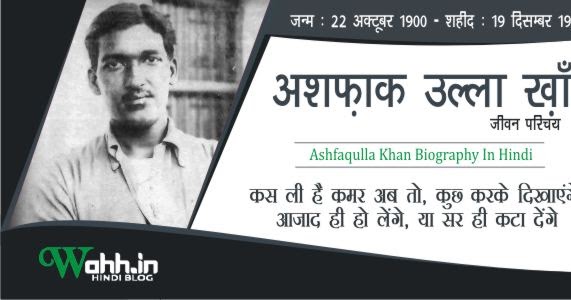 जन्म : 22 अक्टूबर 1900 - शहीद : 19 दिसम्बर 19
अशफ़ाक उल्ला ख़ाँ
जीवन परिचय
Ashfaqulla Khan Biography In Hindi
कस ली है कमर अब तो, कुछ करके दिखाएंगे
आजाद ही हो लेंगे, या सर ही कटा देंगे
Wahh.in
HINDI BLOG